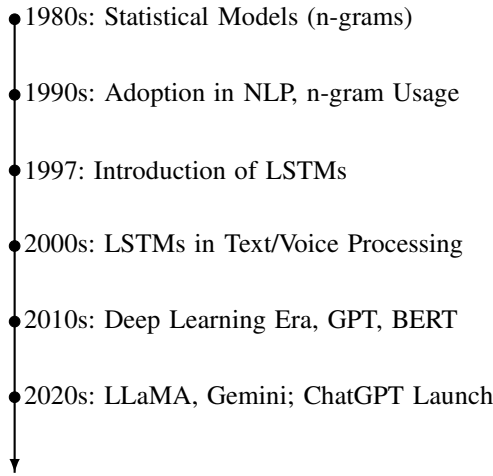 1980s: Statistical Models (n-grams)
1990s: Adoption in NLP, n-gram Usage
1997: Introduction of LSTMs
2000s: LSTMs in Text/Voice Processing
2010s: Deep Learning Era, GPT, BERT
2020s: LLaMA, Gemini; ChatGPT Launch